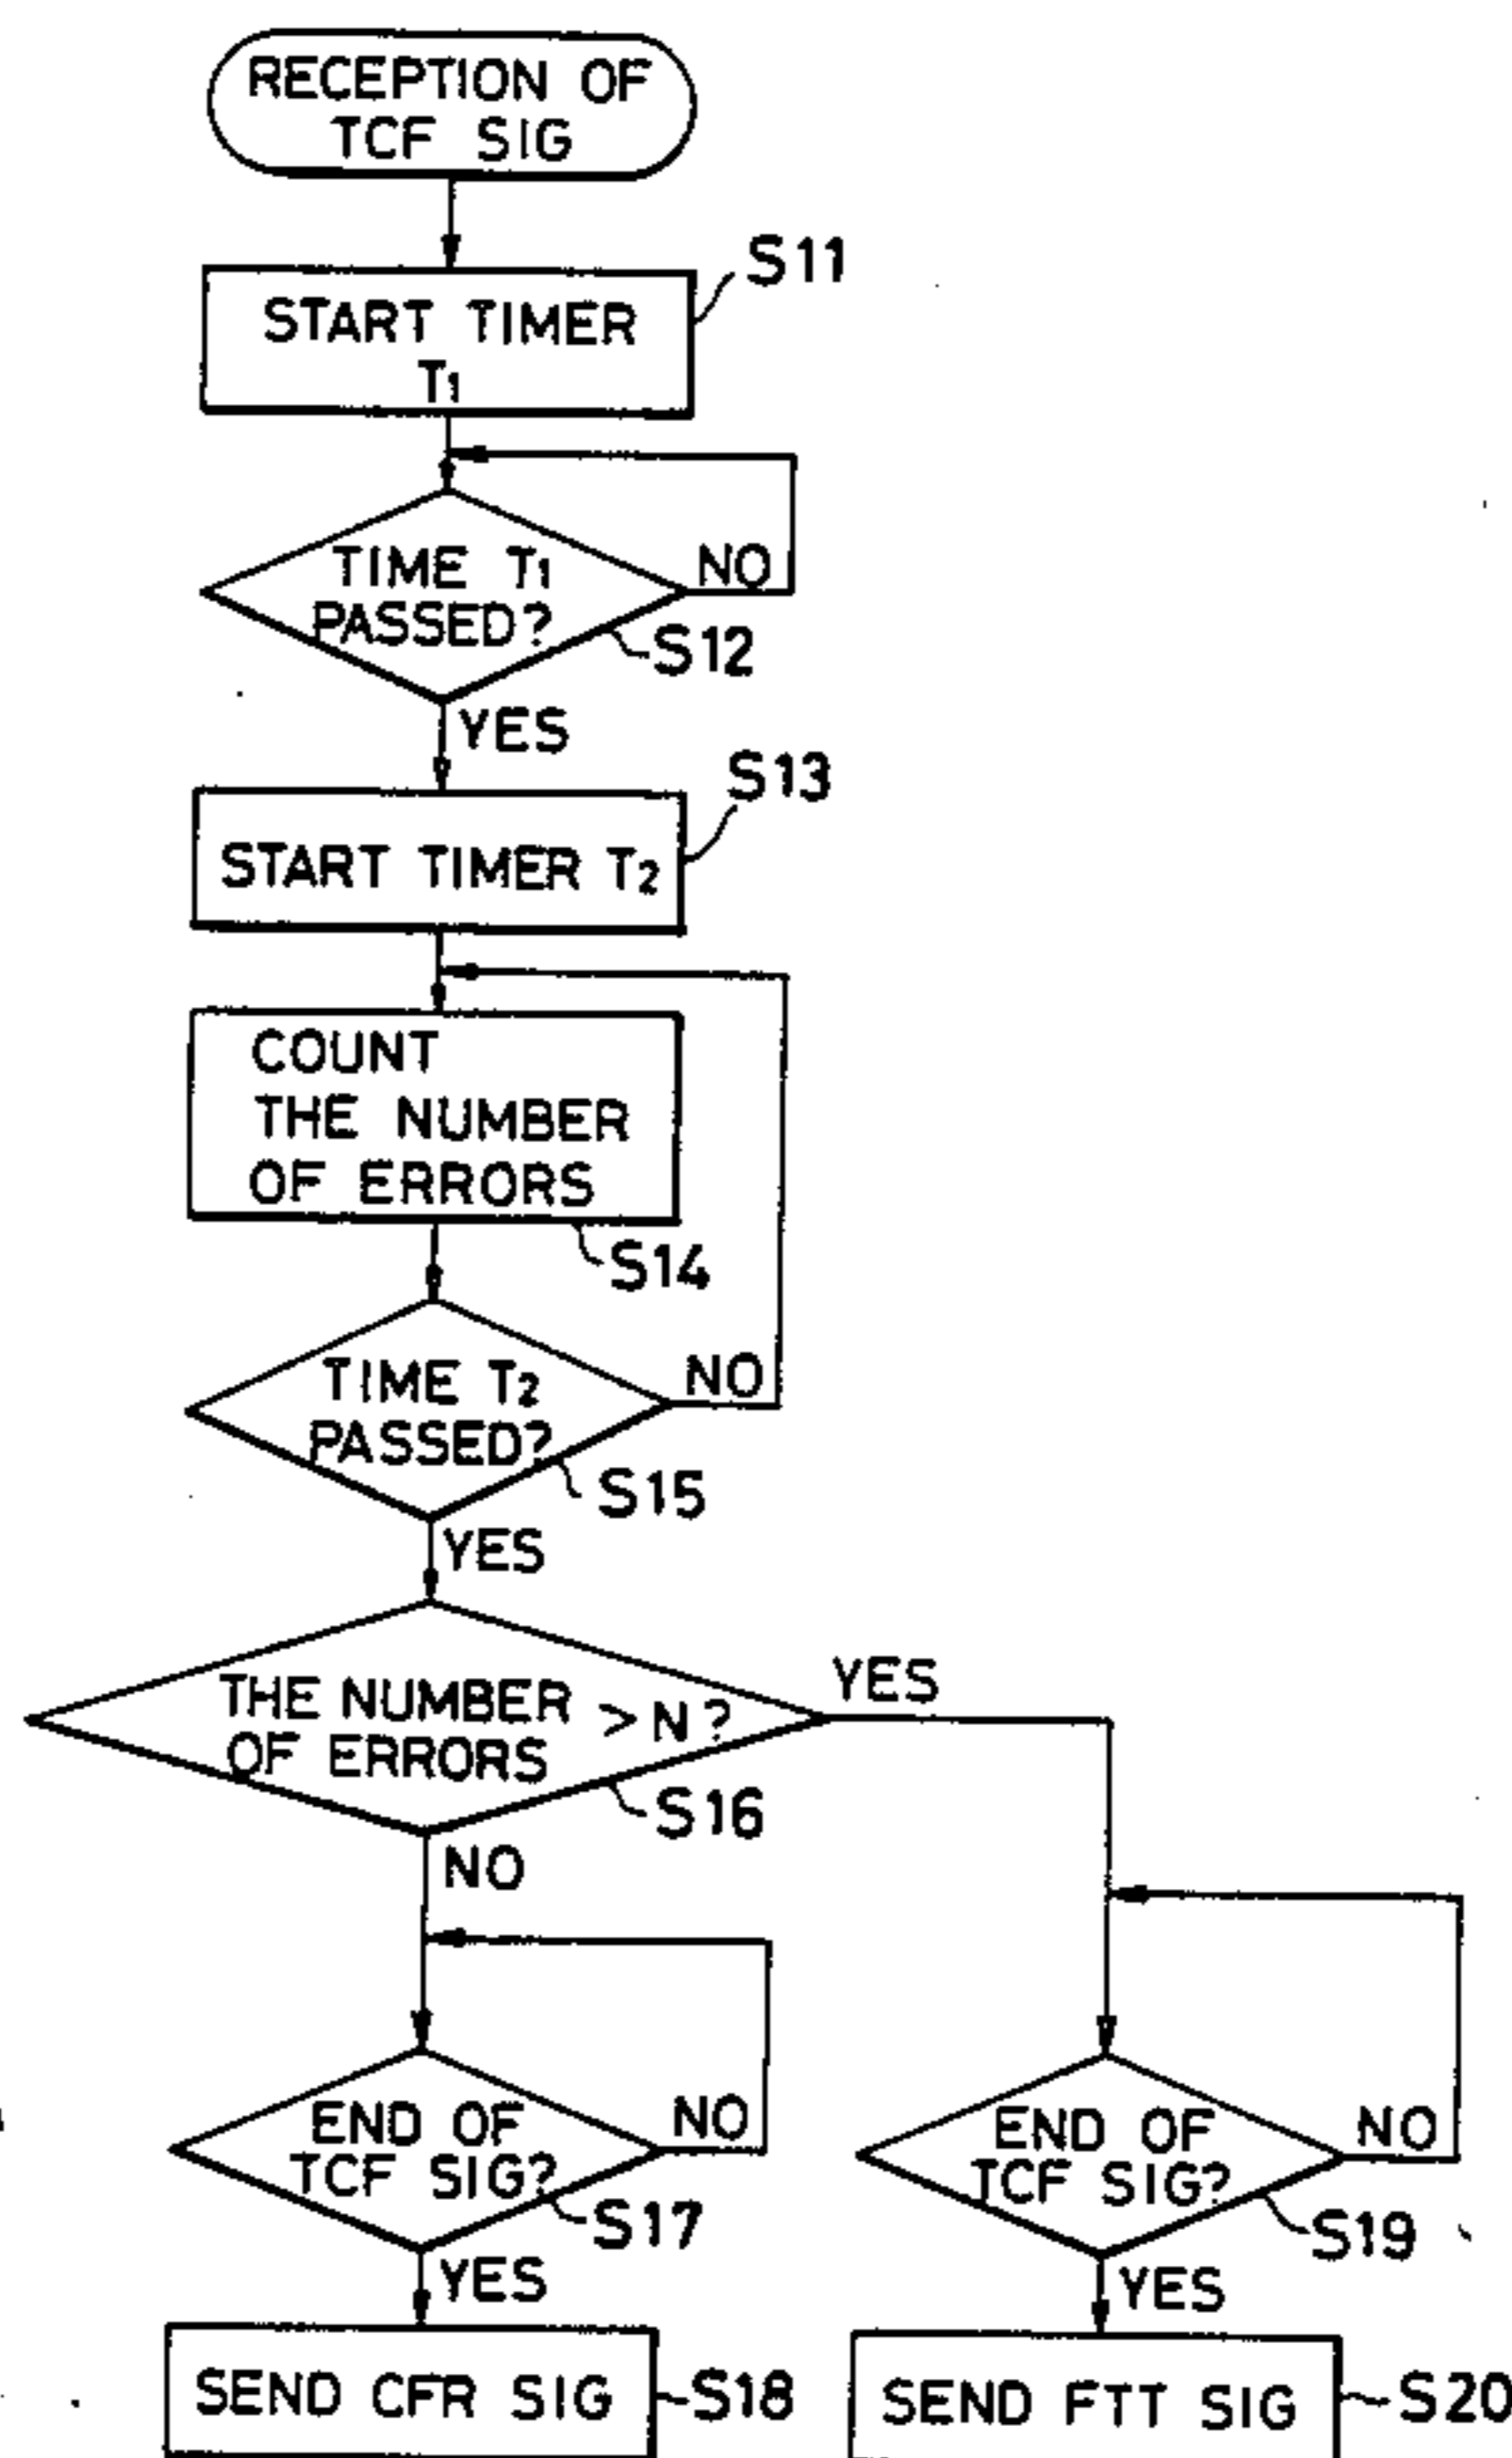 RECEPTION OF
TCF SIG
S11
START TIMER
T1
TIME T1
PASSED?
NO
S12
YES
S13
START TIMER T2
COUNT
THE NUMBER
OF ERRORS
S14
TIME T2
PASSED?
NO
S15
YES
THE NUMBER
OF ERRORS > N?
YES
S16
NO
END OF
TCF SIG?
NO
S17
YES
SEND CFR SIG
S18
END OF
TCF SIG?
NO
S19
YES
SEND FTT SIG
S20